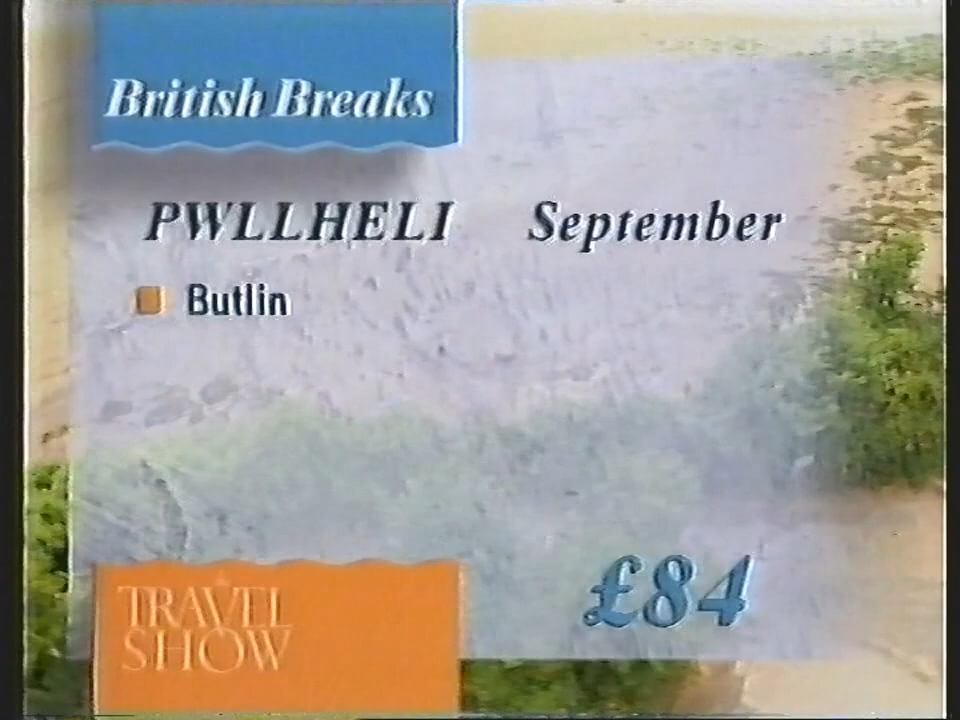 British Breaks
PWLLHELI September
Butlin
£84
TRAVEL
SHOW